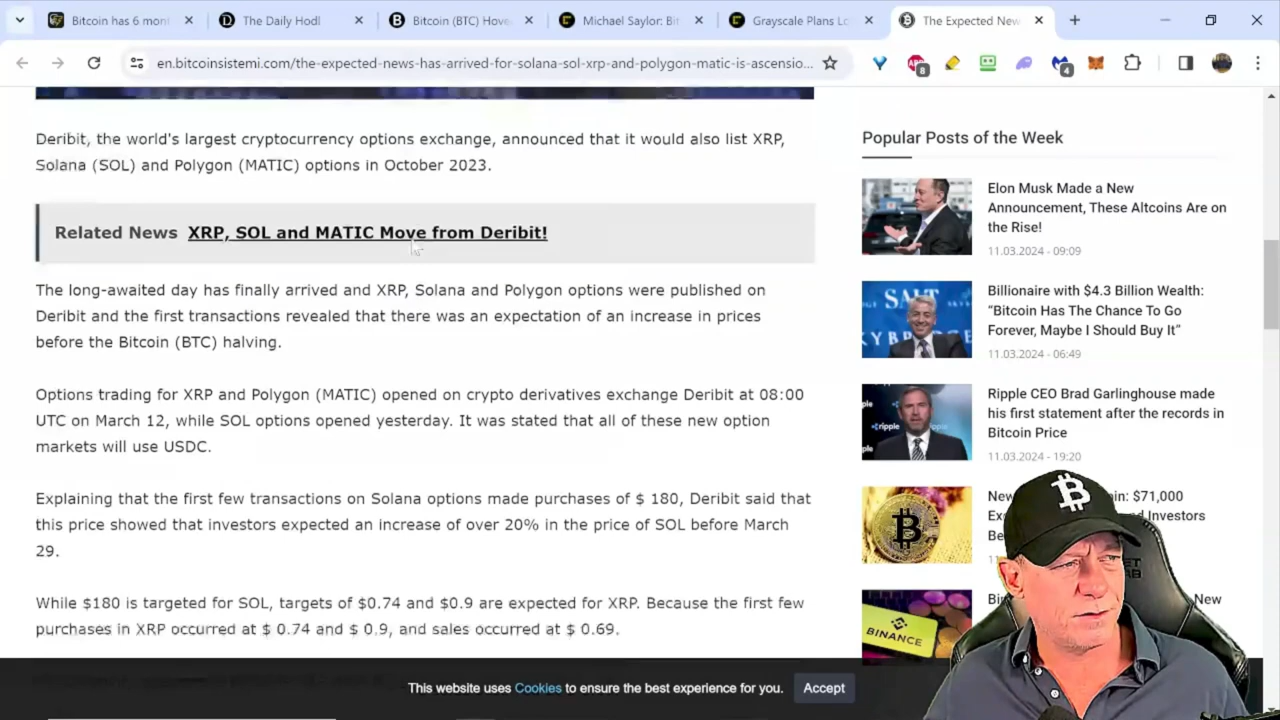 Bitcoin has 6 mont
The Daily Hodl
Bitcoin (BTC) Hove
Michael Saylor: Bit
Grayscale Plans Lo
The Expected New
en.bitcoinsistemi.com/the-expected-news-has-arrived-for-solana-sol-xrp-and-polygon-matic-is-ascensio...
8
4
Deribit, the world's largest cryptocurrency options exchange, announced that it would also list XRP,
Solana (SOL) and Polygon (MATIC) options in October 2023.
Related News XRP, SOL and MATIC Move from Deribit!
The long-awaited day has finally arrived and XRP, Solana and Polygon options were published on
Deribit and the first transactions revealed that there was an expectation of an increase in prices
before the Bitcoin (BTC) halving.
Options trading for XRP and Polygon (MATIC) opened on crypto derivatives exchange Deribit at 08:00
UTC on March 12, while SOL options opened yesterday. It was stated that all of these new option
markets will use USDC.
Explaining that the first few transactions on Solana options made purchases of $ 180, Deribit said that
this price showed that investors expected an increase of over 20% in the price of SOL before March
29.
While $180 is targeted for SOL, targets of $0.74 and $0.9 are expected for XRP. Because the first few
purchases in XRP occurred at $ 0.74 and $ 0.9, and sales occurred at $ 0.69.
Popular Posts of the Week
Elon Musk Made a New
Announcement, These Altcoins Are on
the Rise!
11.03.2024 - 09:09
Billionaire with $4.3 Billion Wealth:
“Bitcoin Has The Chance To Go
Forever, Maybe I Should Buy It”
11.03.2024 - 06:49
Ripple CEO Brad Garlinghouse made
his first statement after the records in
Bitcoin Price
11.03.2024 - 19:20
$71,000
Investors
New
BINANCE
This website uses Cookies to ensure the best experience for you.
Accept